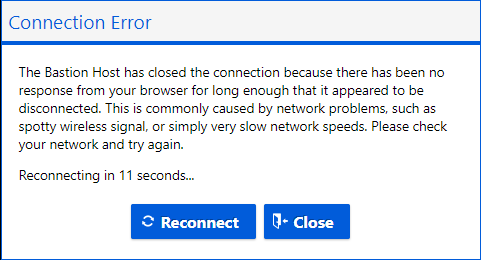 Connection Error
The Bastion Host has closed the connection because there has been no
response from your browser for long enough that it appeared to be
disconnected. This is commonly caused by network problems, such as
spotty wireless signal, or simply very slow network speeds. Please check
your network and try again.
Reconnecting in 11 seconds...
Reconnect Close